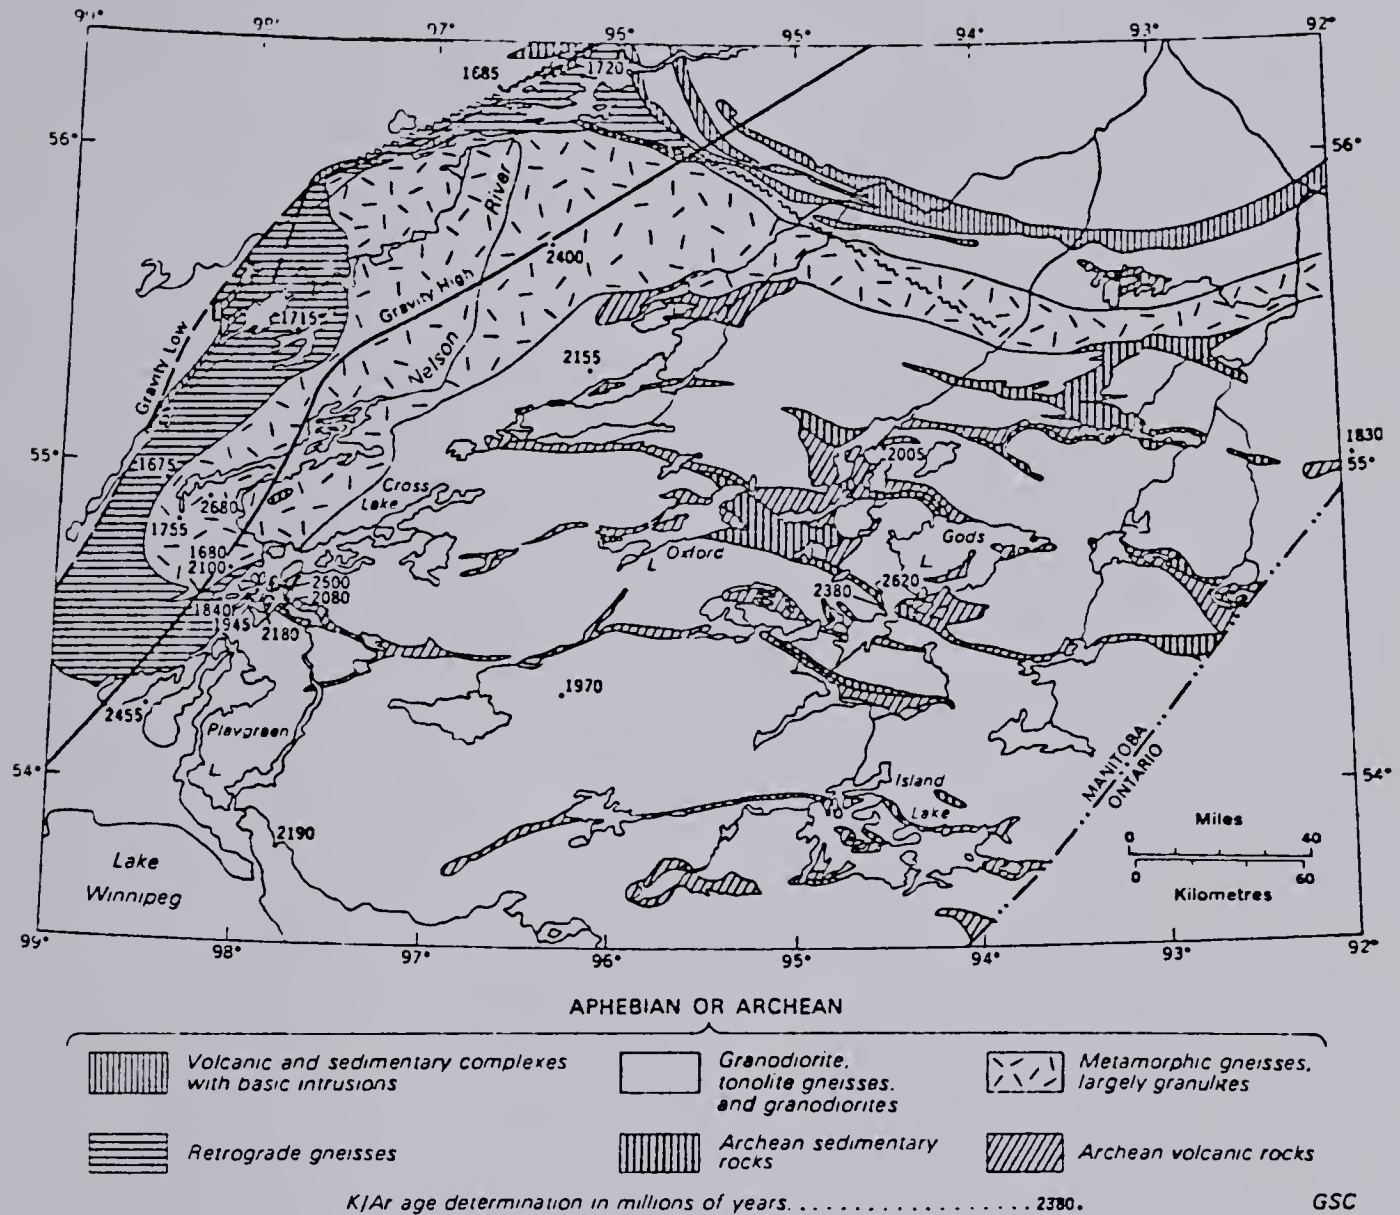 98°
97°
96°
95°
94°
93°
92°
1685
1720
56°
56°
River
2400
Gravity High
Nelson
Gravity Low
1715
2155
1830
55°
55°
2005
1675
Cross
Lake
2680
1755
1680
2100
Oxford
L
Gods
L
2500
2080
2620
2380
1840
1945
2180
1970
2455
Playgreen
L
54°
54°
MANITOBA
ONTARIO
Island
Lake
2190
Lake
Winnipeg
Miles
0 40
0 60
Kilometres
99°
98°
97°
96°
95°
94°
93°
92°
APHEBIAN OR ARCHEAN
Volcanic and sedimentary complexes
with basic intrusions
Granodiorite,
tonolite gneisses,
and granodiorites
Metamorphic gneisses,
largely granulites
Retrograde gneisses
Archean sedimentary
rocks
Archean volcanic rocks
K/Ar age determination in millions of years. . . . . . . . . . . . . . . . . 2380.
GSC